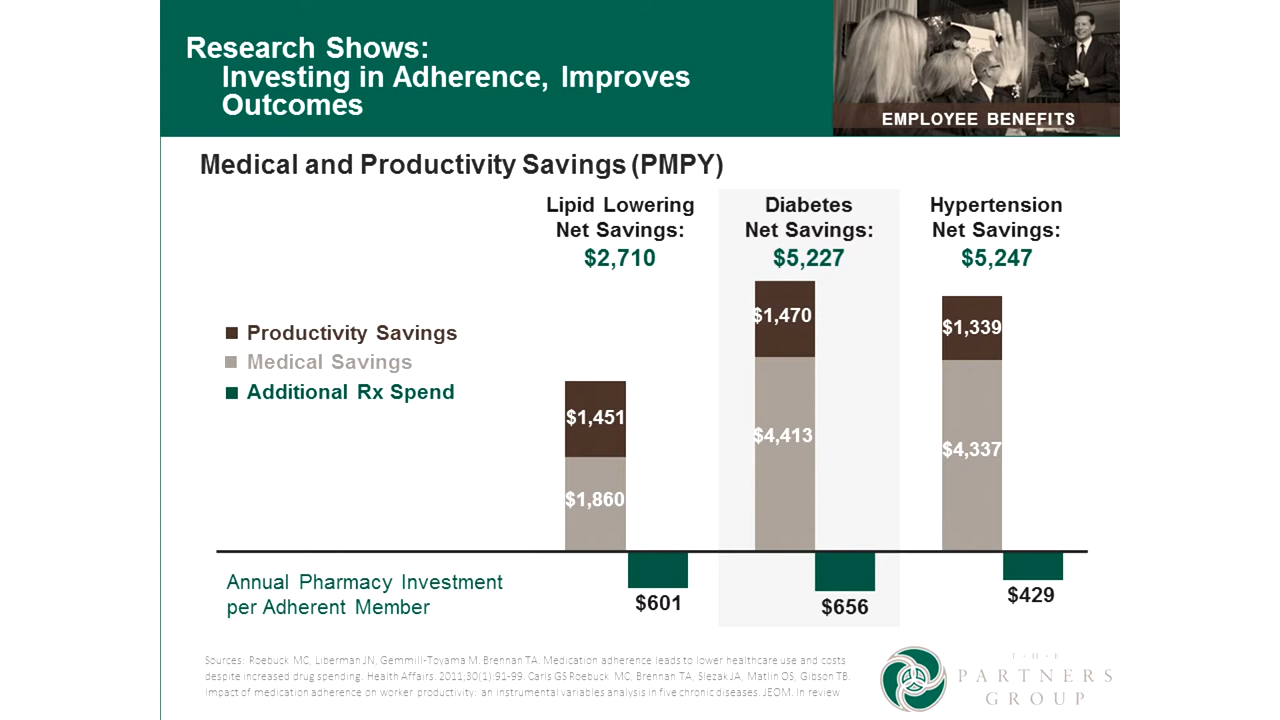 Research Shows:
Investing in Adherence, Improves
Outcomes
EMPLOYEE BENEFITS
Medical and Productivity Savings (PMPY)
Lipid Lowering
Net Savings:
$2,710
Diabetes
Net Savings:
$5,227
Hypertension
Net Savings:
$5,247
Productivity Savings
Medical Savings
Additional Rx Spend
$1,451
$1,860
$1,470
$4,413
$1,339
$4,337
Annual Pharmacy Investment
per Adherent Member
$601
$656
$429
Sources: Roebuck MC, Liberman JN, Gemmill-Toyama M. Brennan TA. Medication adherence leads to lower healthcare use and costs
despite increased drug spending. Health Affairs. 2011;30(1):91-99. Carls GS Roebuck MC, Brennan TA, Slezak JA, Matlin OS, Gibson TB.
Impact of medication adherence on worker productivity: an instrumental variables analysis in five chronic diseases. JEOM. In review
THE
PARTNERS
GROUP